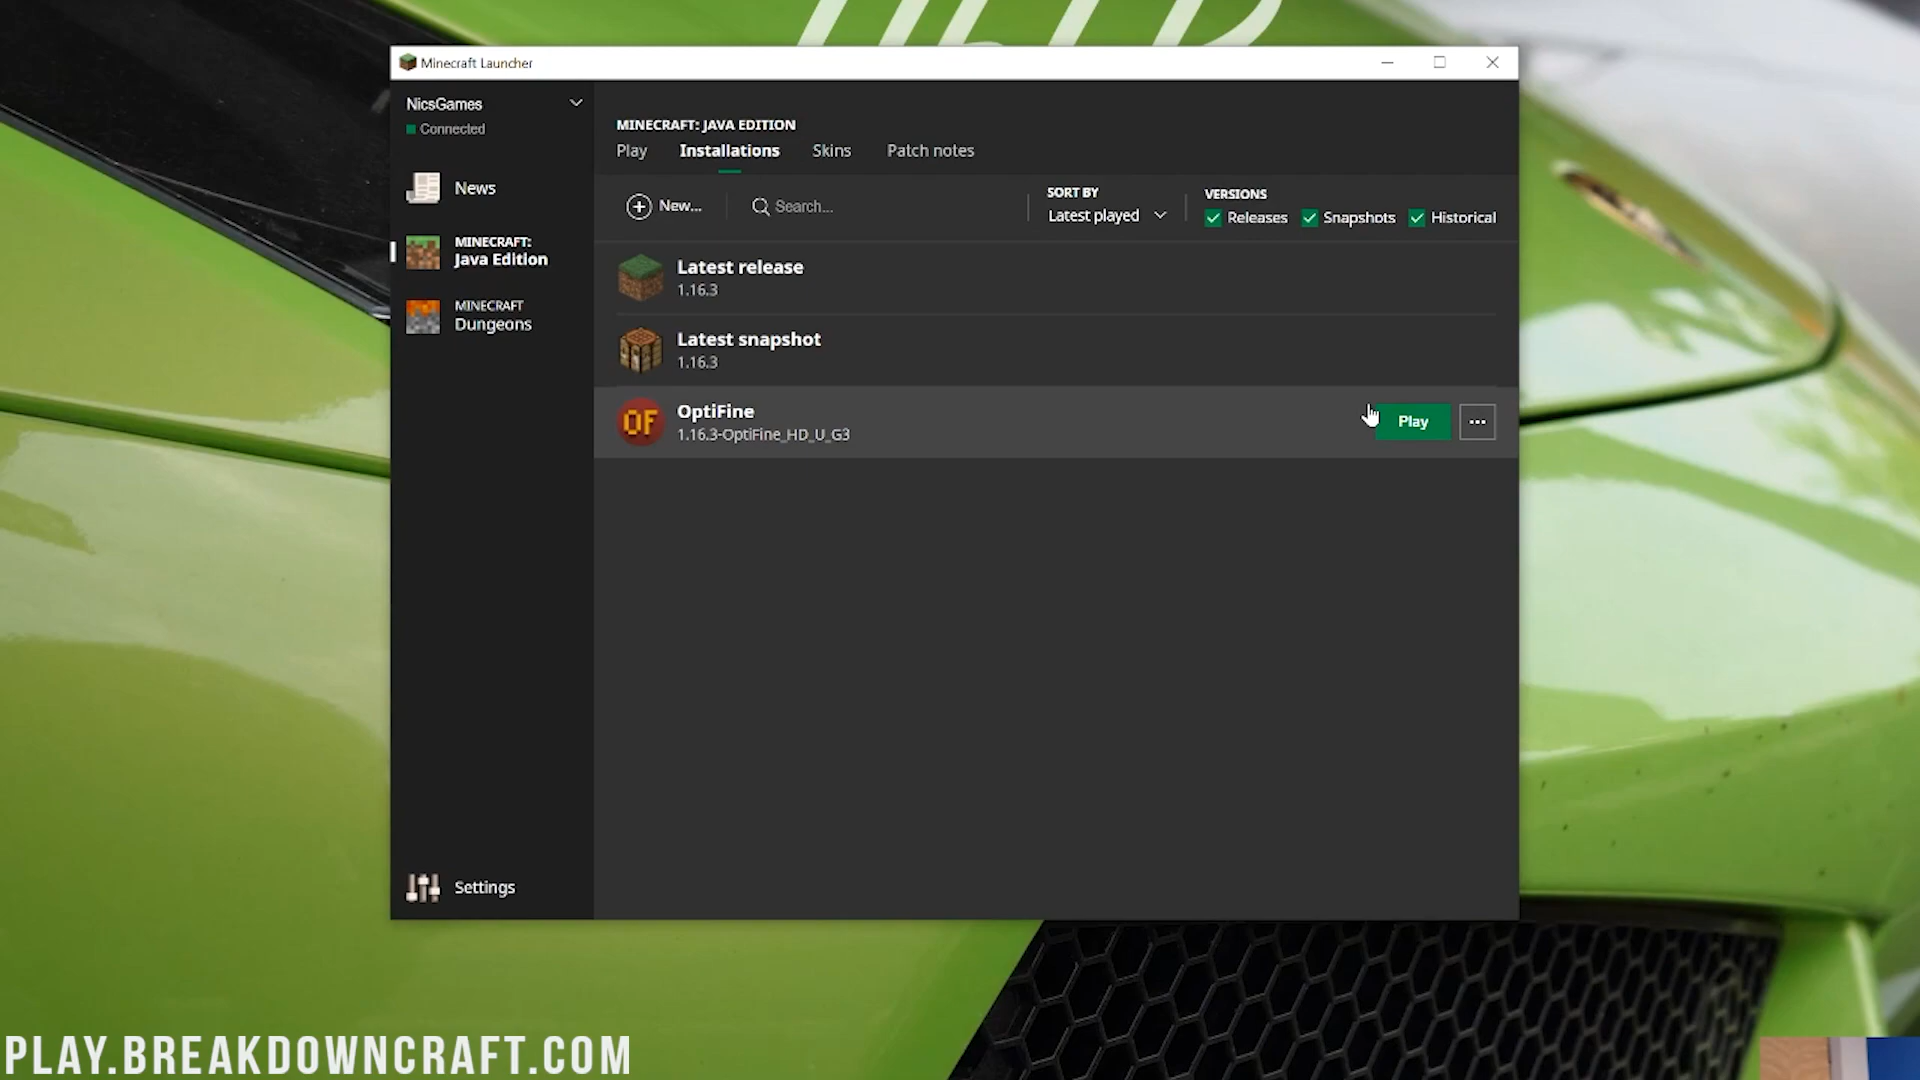 Minecraft Launcher
NicsGames
Connected
News
MINECRAFT:
Java Edition
MINECRAFT
Dungeons
Settings
MINECRAFT: JAVA EDITION
Play Installations Skins Patch notes
New...
Search...
SORT BY
Latest played
VERSIONS
Releases Snapshots Historical
Latest release
1.16.3
Latest snapshot
1.16.3
OF
OptiFine
1.16.3-OptiFine_HD_U_G3
Play
PLAY.BREAKDOWNCRAFT.COM